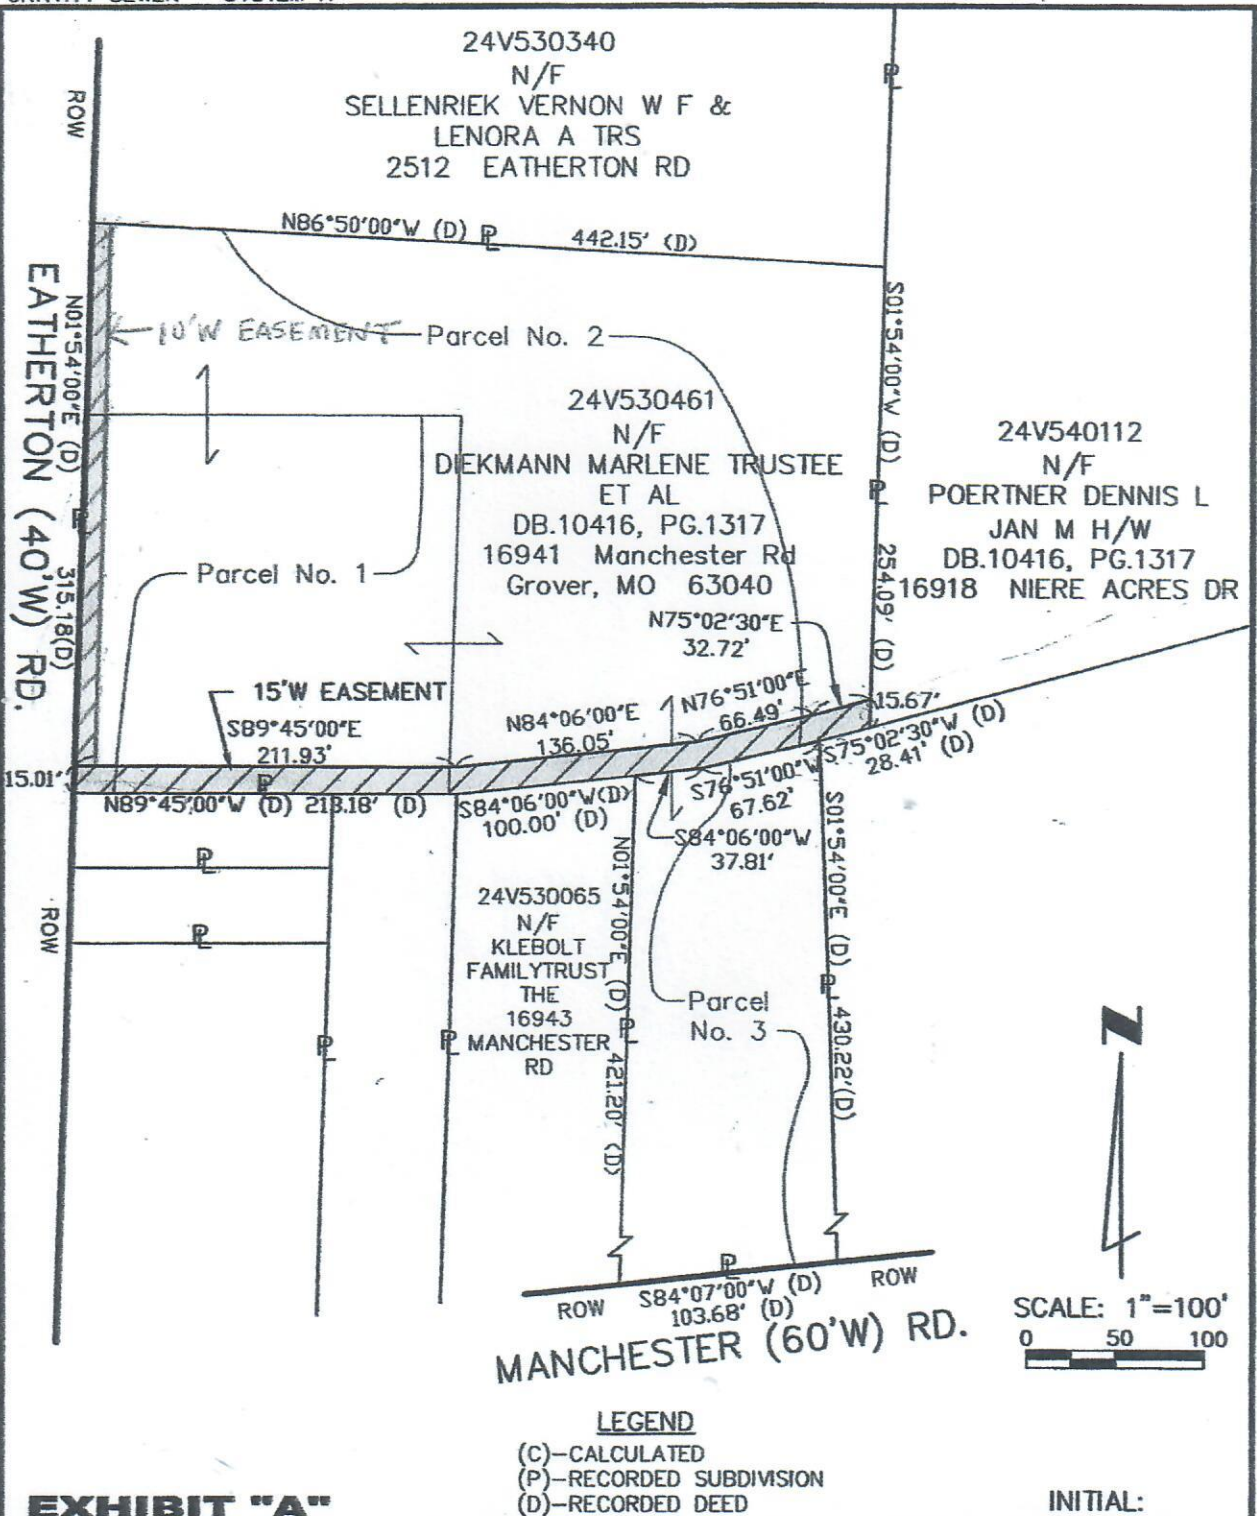 24V530340
N/F
SELLENRIEK VERNON W F &
LENORA A TRS
2512 EATHERTON RD
ROW
N86°50'00"W (D)
442.15' (D)
10'W EASEMENT
Parcel No. 2
N01°54'00"E (D)
315.18'(D)
EATHERTON (40'W) RD.
S01°54'00"W (D)
254.09' (D)
24V530461
N/F
DIEKMANN MARLENE TRUSTEE
ET AL
DB.10416, PG.1317
16941 Manchester Rd
Grover, MO 63040
24V540112
N/F
POERTNER DENNIS L
JAN M H/W
DB.10416, PG.1317
16918 NIERE ACRES DR
Parcel No. 1
N75°02'30"E
32.72'
15'W EASEMENT
S89°45'00"E
211.93'
N84°06'00"E
136.05'
N76°51'00"E
66.49'
15.67'
S75°02'30"W (D)
28.41' (D)
15.01'
N89°45'00"W (D) 213.18' (D)
S84°06'00"W(D)
100.00' (D)
S76°51'00"W
67.62'
S84°06'00"W
37.81'
N01°54'00"E (D)
421.20' (D)
S01°54'00"E (D)
430.22'(D)
ROW
24V530065
N/F
KLEBOLT
FAMILYTRUST
THE
16943
MANCHESTER
RD
Parcel
No. 3
N
ROW
S84°07'00"W (D)
103.68' (D)
ROW
MANCHESTER (60'W) RD.
SCALE: 1"=100'
0 50 100
LEGEND
(C)-CALCULATED
(P)-RECORDED SUBDIVISION
(D)-RECORDED DEED
EXHIBIT "A"
INITIAL: